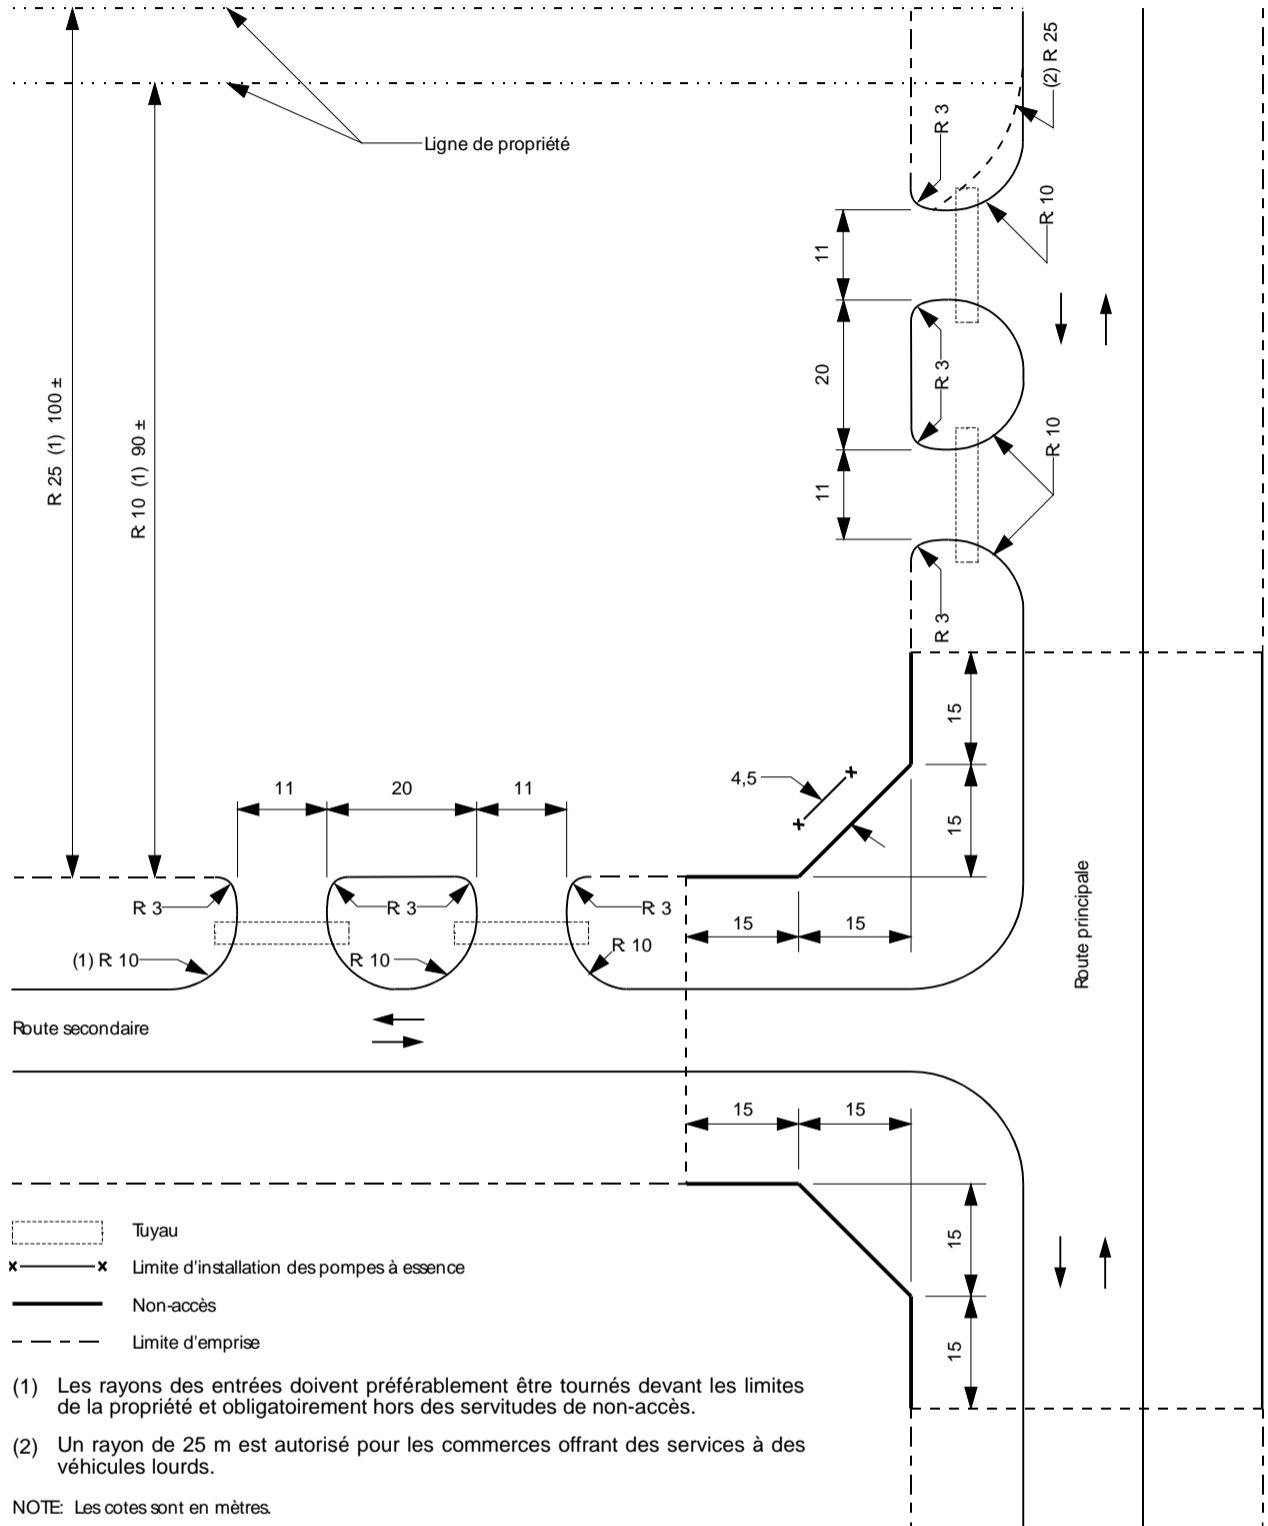 (2) R 25
R 3
Ligne de propriété
R 10
11
20
R 3
R 10
11
R 25 (1) 100 ±
R 10 (1) 90 ±
R 3
15
4,5
11
20
11
15
R 3
R 3
R 3
15
15
Route principale
(1) R 10
R 10
R 10
Route secondaire
15
15
15
15
Tuyau
Limite d'installation des pompes à essence
Non-accès
Limite d'emprise
(1) Les rayons des entrées doivent préférablement être tournés devant les limites
de la propriété et obligatoirement hors des servitudes de non-accès.
(2) Un rayon de 25 m est autorisé pour les commerces offrant des services à des
véhicules lourds.
NOTE: Les cotes sont en mètres.